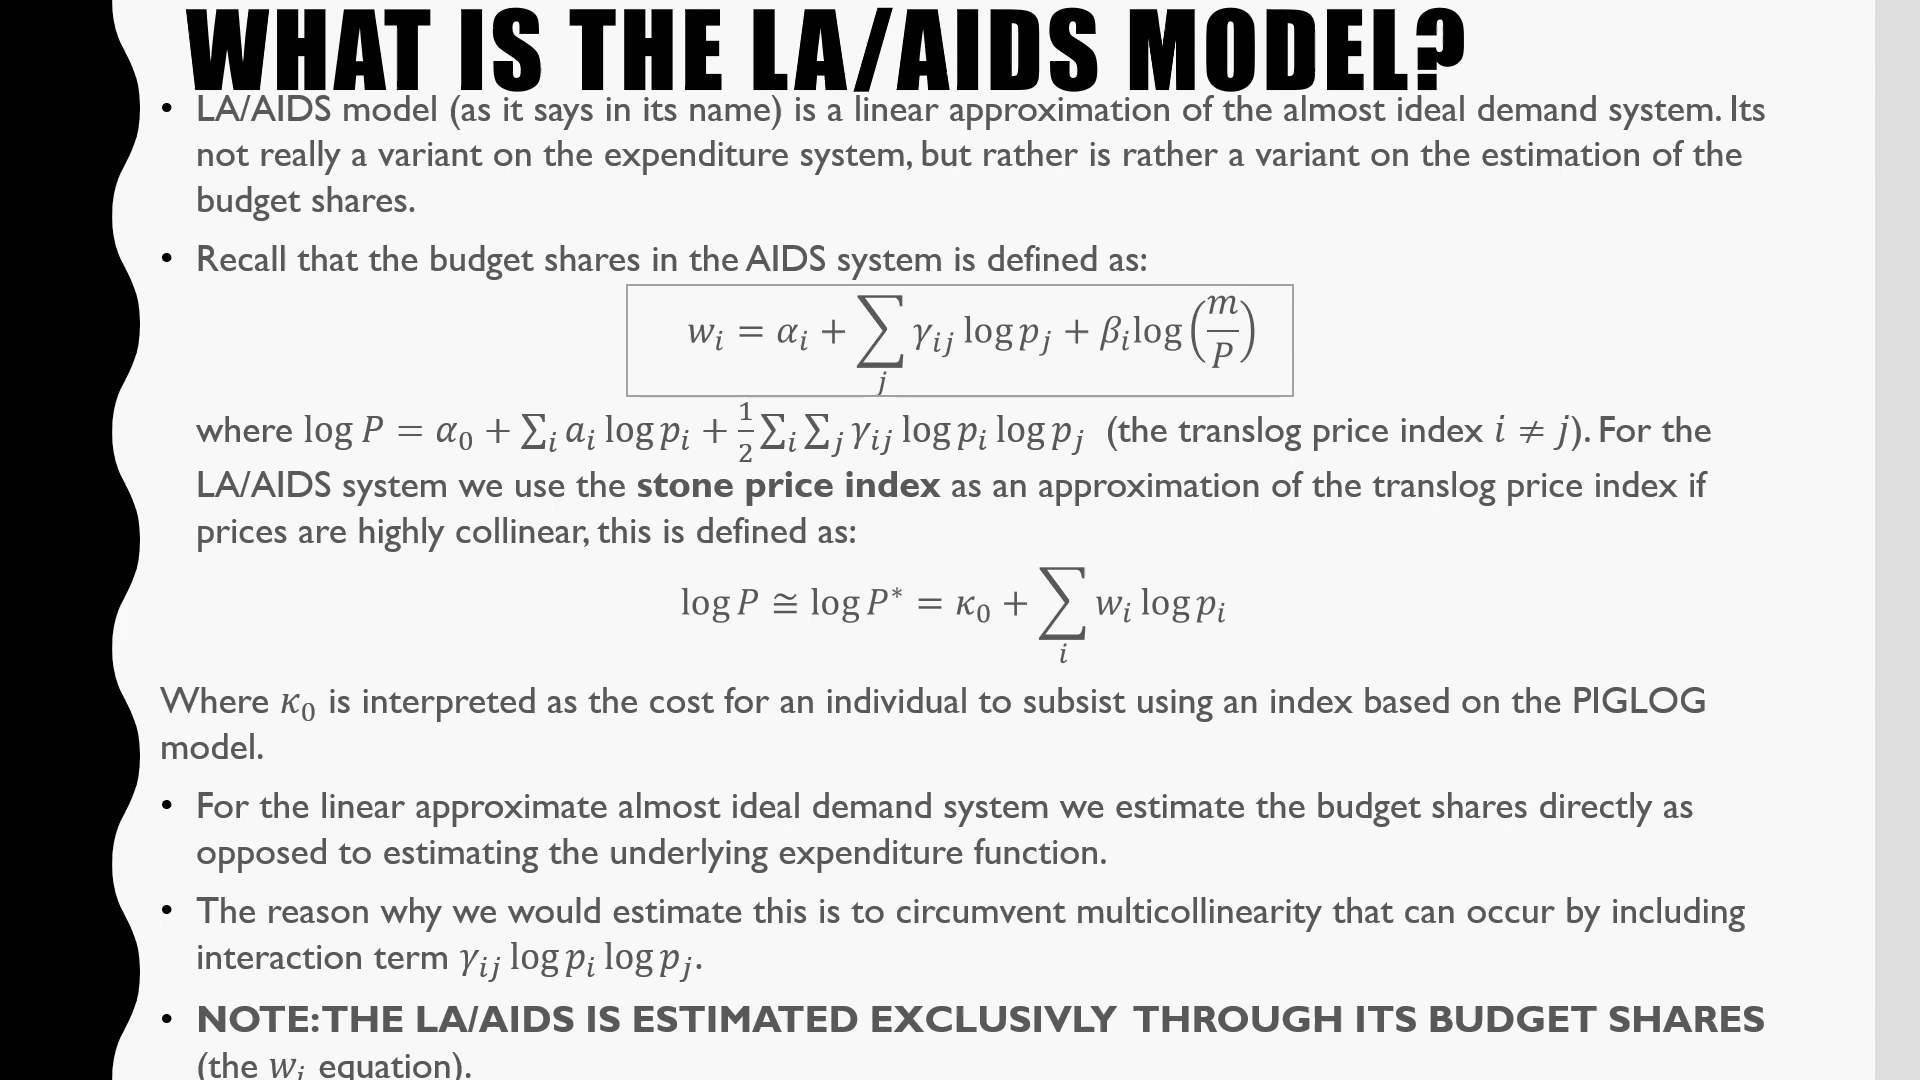 WHAT IS THE LA/AIDS MODEL?
• LA/AIDS model (as it says in its name) is a linear approximation of the almost ideal demand system. Its
not really a variant on the expenditure system, but rather is rather a variant on the estimation of the
budget shares.
• Recall that the budget shares in the AIDS system is defined as:
w_i = α_i + ∑_j γ_ij log p_j + β_i log (m/P)
where log P = α_0 + ∑_i a_i log p_i + 1/2 ∑_i ∑_j γ_ij log p_i log p_j (the translog price index i ≠ j). For the
LA/AIDS system we use the stone price index as an approximation of the translog price index if
prices are highly collinear, this is defined as:
log P ≅ log P* = κ_0 + ∑_i w_i log p_i
Where κ_0 is interpreted as the cost for an individual to subsist using an index based on the PIGLOG
model.
• For the linear approximate almost ideal demand system we estimate the budget shares directly as
opposed to estimating the underlying expenditure function.
• The reason why we would estimate this is to circumvent multicollinearity that can occur by including
interaction term γ_ij log p_i log p_j.
• NOTE: THE LA/AIDS IS ESTIMATED EXCLUSIVLY THROUGH ITS BUDGET SHARES
(the w_i equation).